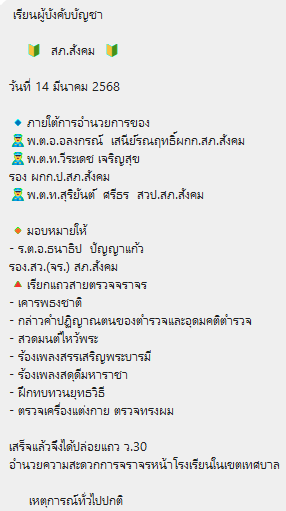 เรียนผู้บังคับบัญชา
🔰 สภ.สังคม 🔰
วันที่ 14 มีนาคม 2568
🔹ภายใต้การอำนวยการของ
👮พ.ต.อ.อลงกรณ์ เสนีย์รณฤทธิ์ผกก.สภ.สังคม
👮พ.ต.ท.วีระเดช เจริญสุข
รอง ผกก.ป.สภ.สังคม
👮พ.ต.ท.สุริยันต์ ศรีธร สวป.สภ.สังคม
🔸มอบหมายให้
- ร.ต.อ.ธนาธิป ปัญญาแก้ว
รอง.สว.(จร.) สภ.สังคม
🔺เรียกแถวสายตรวจจราจร
- เคารพธงชาติ
- กล่าวคำปฏิญาณตนของตำรวจและอุดมคติตำรวจ
- สวดมนต์ไหว้พระ
- ร้องเพลงสรรเสริญพระบารมี
- ร้องเพลงสดุดีมหาราชา
- ฝึกทบทวนยุทธวิธี
- ตรวจเครื่องแต่งกาย ตรวจทรงผม
เสร็จแล้วจึงได้ปล่อยแถว ว.30
อำนวยความสะดวกการจราจรหน้าโรงเรียนในเขตเทศบาล
เหตุการณ์ทั่วไปปกติ